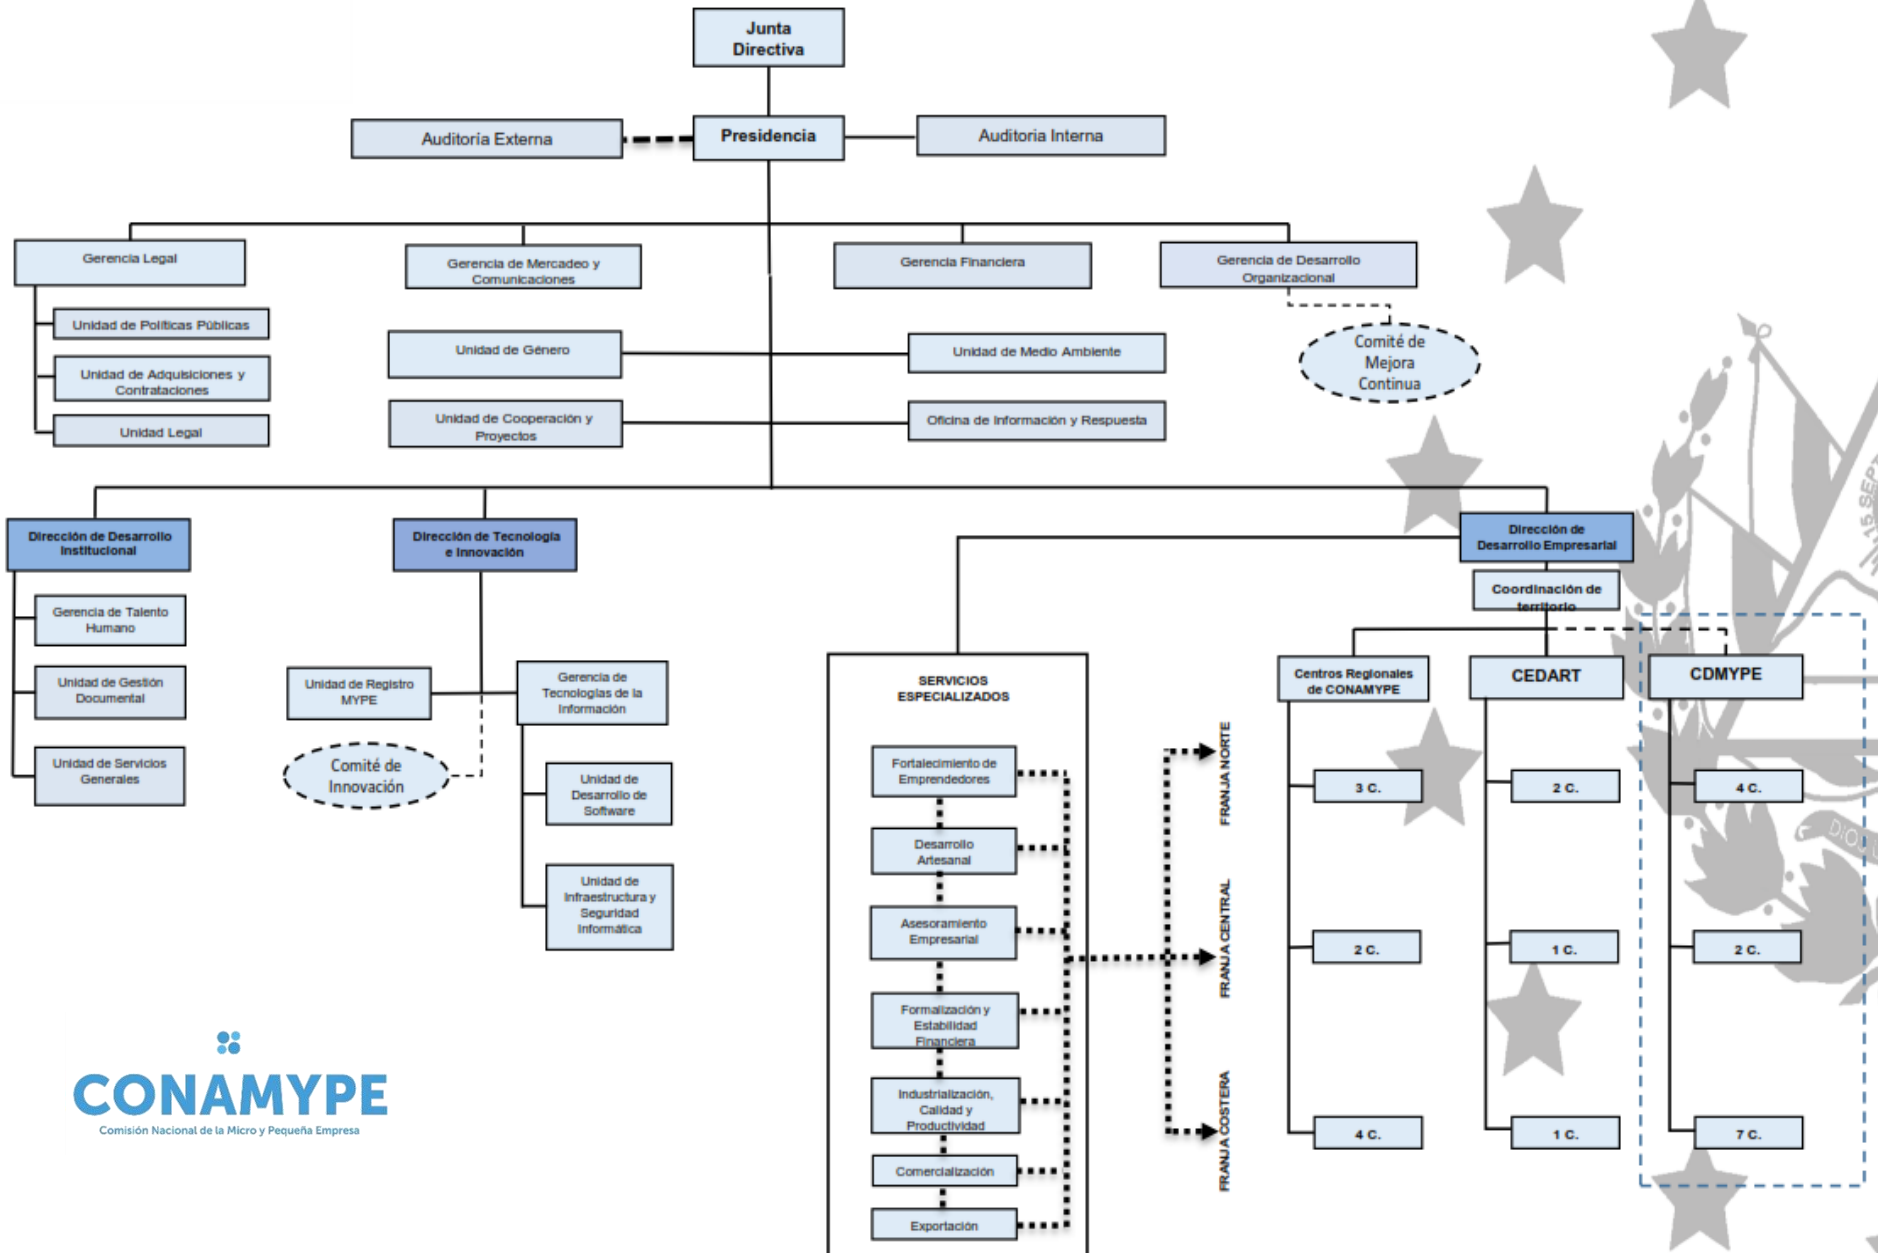 Junta
Directiva
Auditoría Externa
Presidencia
Auditoria Interna
Gerencia Legal
Gerencia de Mercadeo y
Comunicaciones
Gerencia Financiera
Gerencia de Desarrollo
Organizacional
Unidad de Políticas Públicas
Unidad de Adquisiciones y
Contrataciones
Unidad Legal
Unidad de Género
Unidad de Medio Ambiente
Comité de
Mejora
Continua
Unidad de Cooperación y
Proyectos
Oficina de Información y Respuesta
Dirección de Desarrollo
Institucional
Dirección de Tecnología
e Innovación
Dirección de
Desarrollo Empresarial
Coordinación de
territorio
Gerencia de Talento
Humano
Unidad de Gestión
Documental
Unidad de Servicios
Generales
Unidad de Registro
MYPE
Gerencia de
Tecnologías de la
Información
Comité de
Innovación
Unidad de
Desarrollo de
Software
Unidad de
Infraestructura y
Seguridad
Informática
SERVICIOS
ESPECIALIZADOS
Fortalecimiento de
Emprendedores
Desarrollo
Artesanal
Asesoramiento
Empresarial
Formalización y
Estabilidad
Financiera
Industrialización,
Calidad y
Productividad
Comercialización
Exportación
FRANJA NORTE
FRANJA CENTRAL
FRANJA COSTERA
Centros Regionales
de CONAMYPE
CEDART
CDMYPE
3 C.
2 C.
4 C.
2 C.
1 C.
2 C.
4 C.
1 C.
7 C.
CONAMYPE
Comisión Nacional de la Micro y Pequeña Empresa
15 SEPT